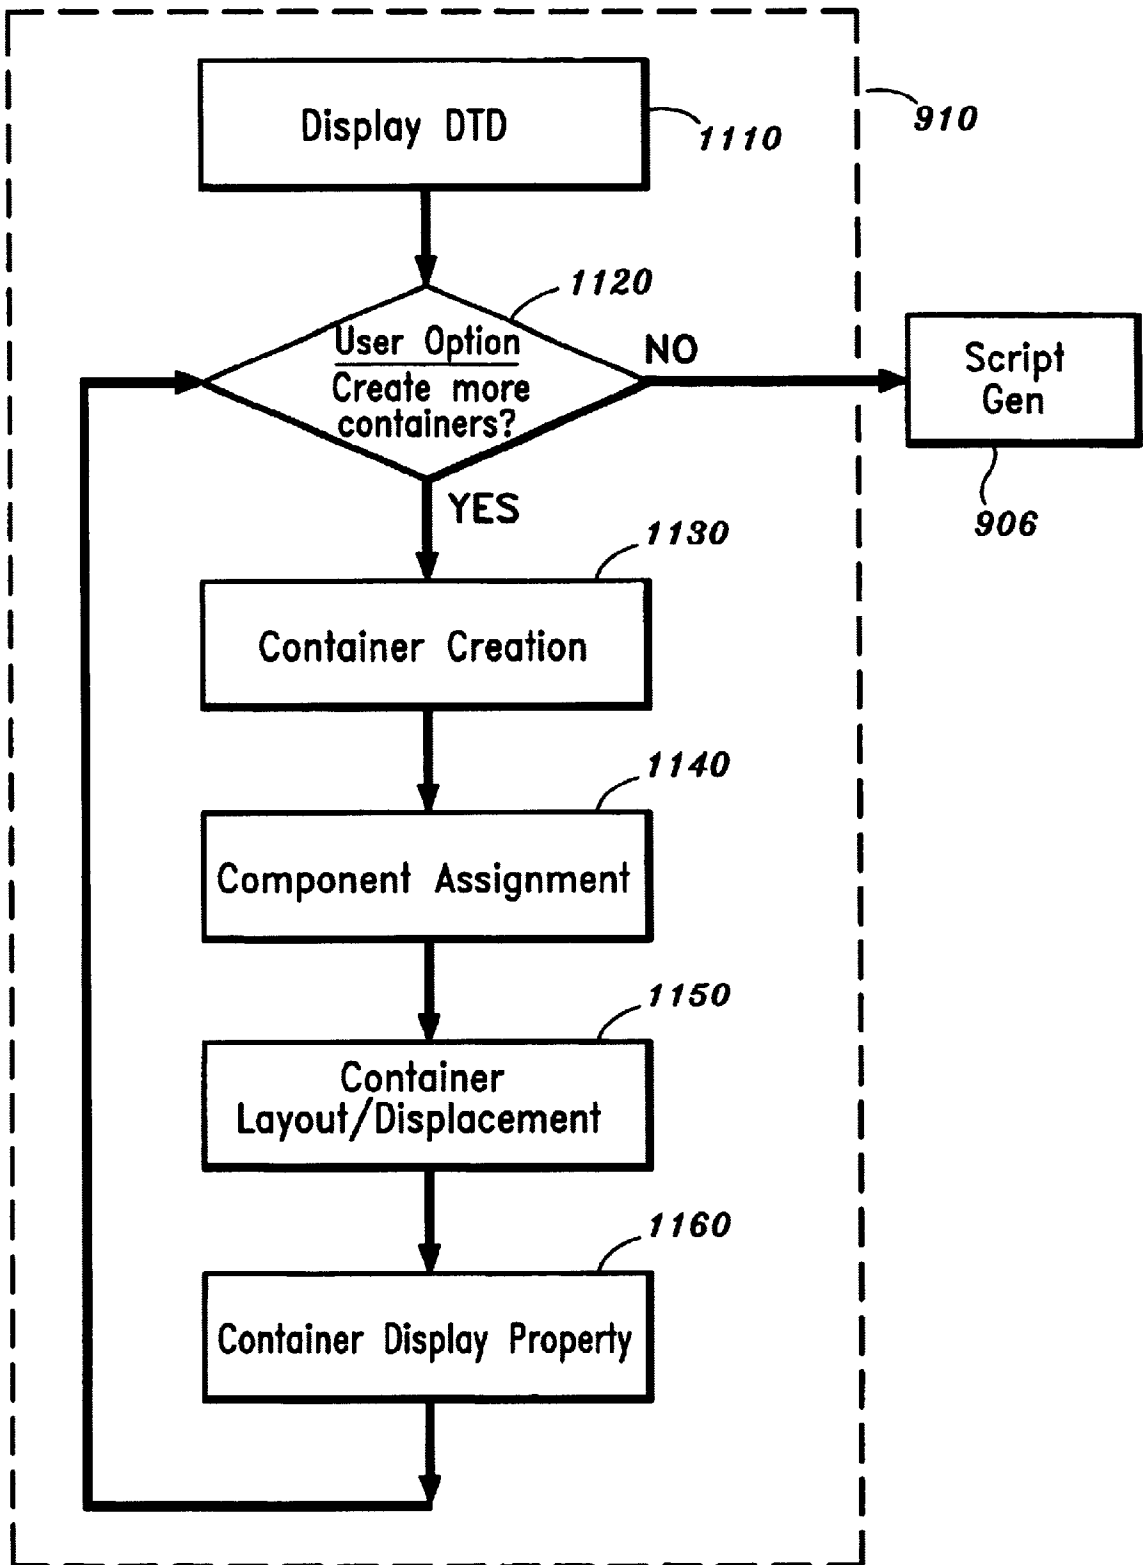 Display DTD
1110
910
1120
User Option
Create more
containers?
NO
Script
Gen
906
YES
1130
Container Creation
1140
Component Assignment
1150
Container
Layout/Displacement
1160
Container Display Property